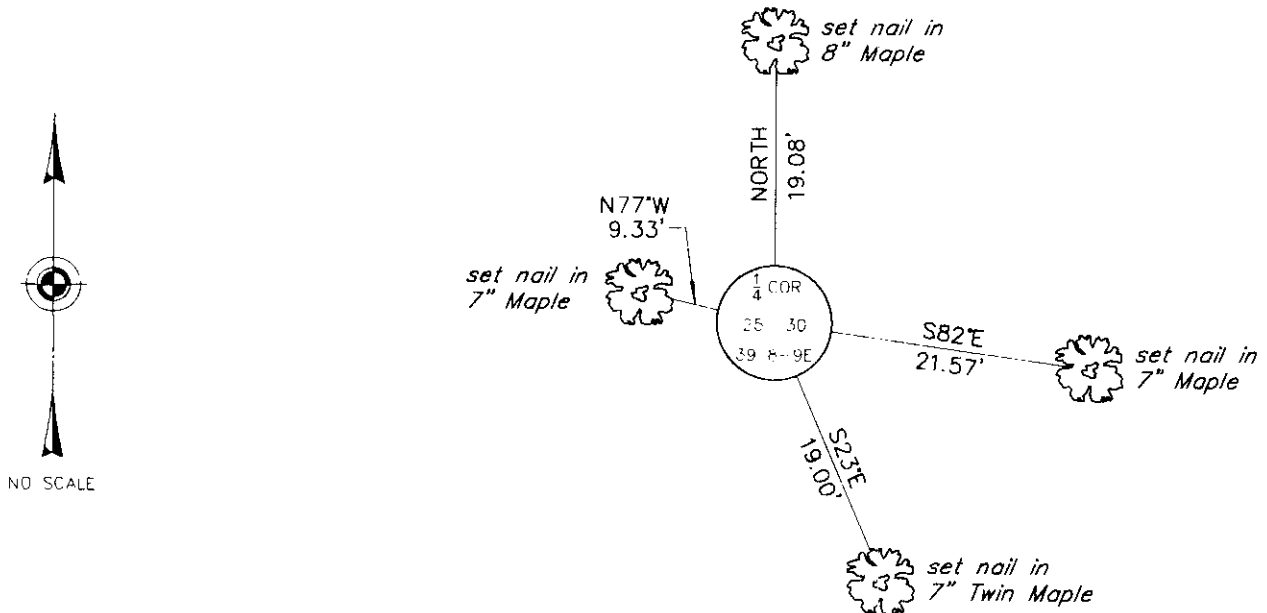 set nail in
8" Maple
NORTH
19.08'
N77°W
9.33'
set nail in
7" Maple
1/4 COR
25 30
39 8-9E
S82°E
21.57'
set nail in
7" Maple
S23°E
19.00'
set nail in
7" Twin Maple
NO SCALE